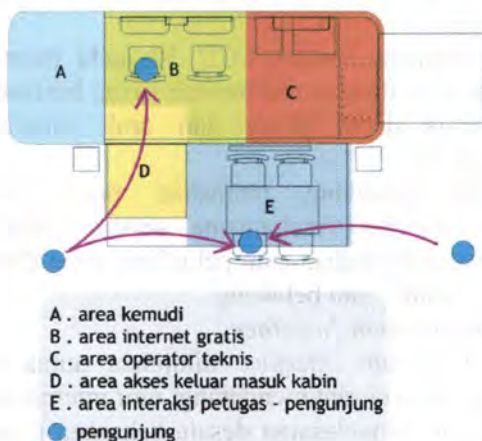 A
B
C
D
E
A . area kemudi
B . area internet gratis
C . area operator teknis
D . area akses keluar masuk kabin
E . area interaksi petugas - pengunjung
pengunjung